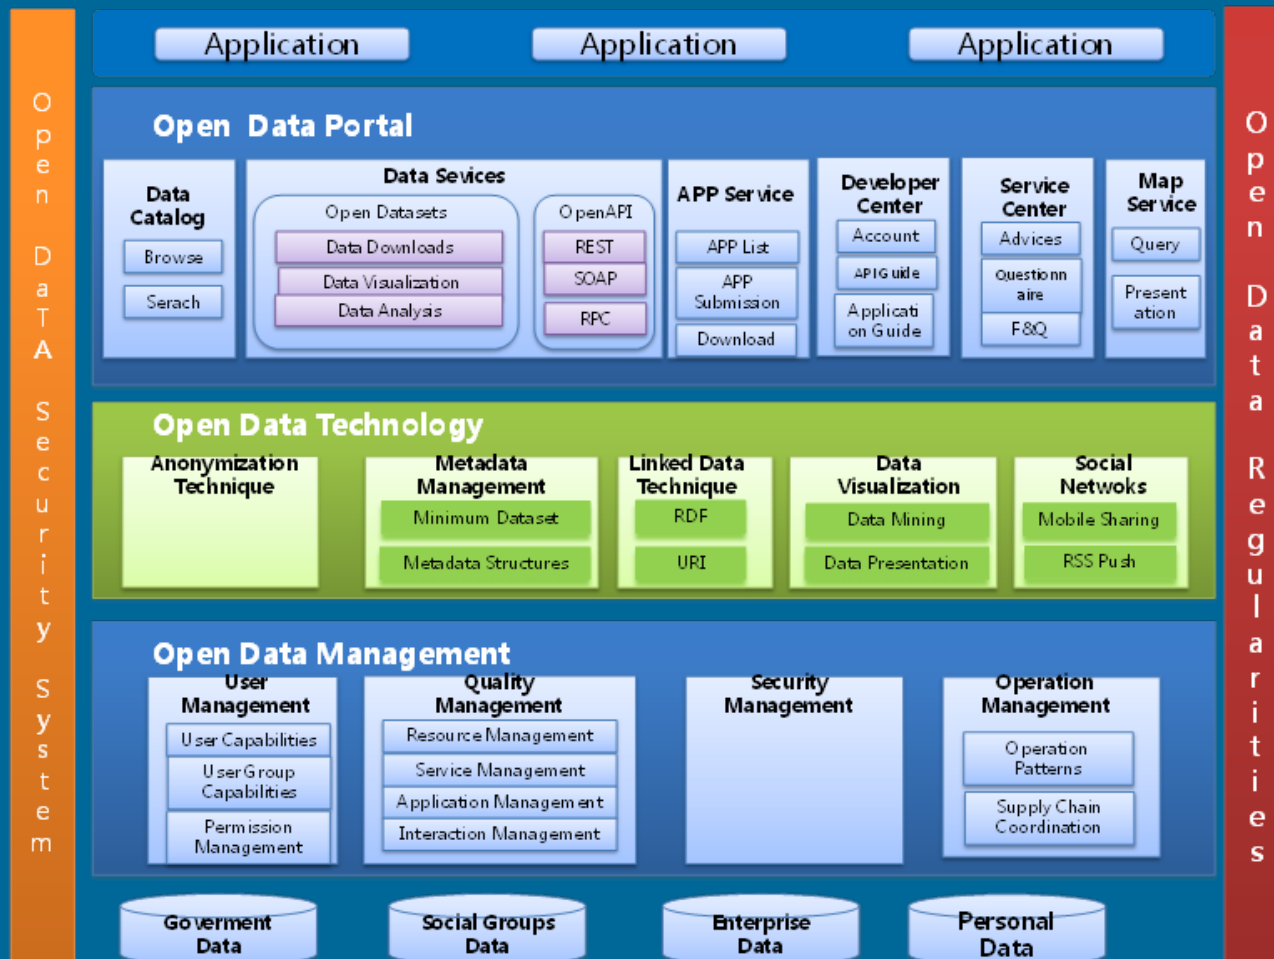 Open DaTA Security System
Application
Application
Application
Open Data Portal
Data
Catalog
Browse
Serach
Data Sevices
Open Datasets
Data Downloads
Data Visualization
Data Analysis
OpenAPI
REST
SOAP
RPC
APP Service
APP List
APP
Submission
Download
Developer
Center
Account
API Guide
Applicati
on Guide
Service
Center
Advices
Questionn
aire
F&Q
Map
Service
Query
Present
ation
Open Data Technology
Anonymization
Technique
Metadada
Management
Minimum Dataset
Metadata Structures
Linked Data
Technique
RDF
URI
Data
Visualization
Data Mining
Data Presentation
Social
Netwoks
Mobile Sharing
RSS Push
Open Data Management
User
Management
User Capabilities
User Group
Capabilities
Permission
Management
Quality
Management
Resource Management
Service Management
Application Management
Interaction Management
Security
Management
Operation
Management
Operation
Patterns
Supply Chain
Coordination
Goverment
Data
Social Groups
Data
Enterprise
Data
Personal
Data
Open Data Regularities